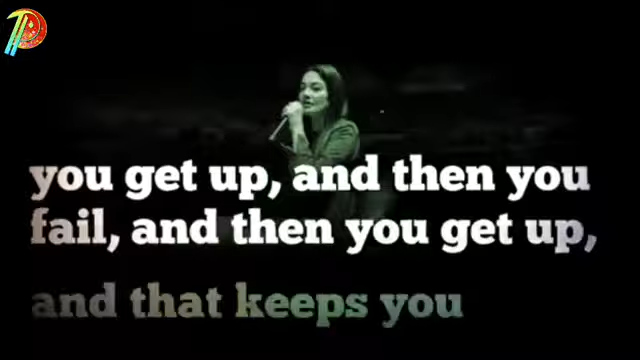 you get up, and then you
fail, and then you get up,
and that keeps you